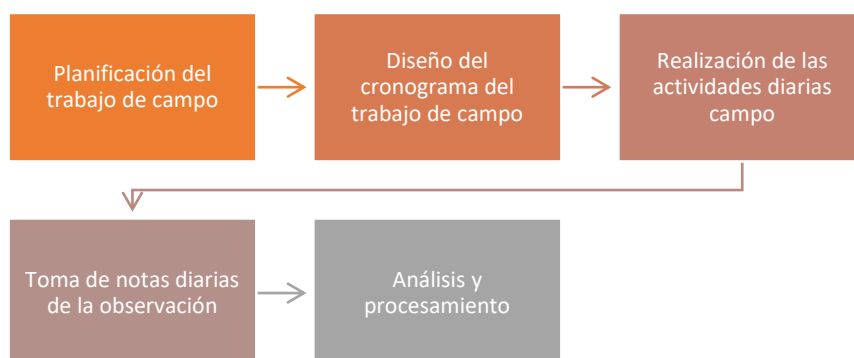 Planificación del
trabajo de campo
Diseño del
cronograma del
trabajo de campo
Realización de las
actividades diarias
campo
Toma de notas diarias
de la observación
Análisis y
procesamiento